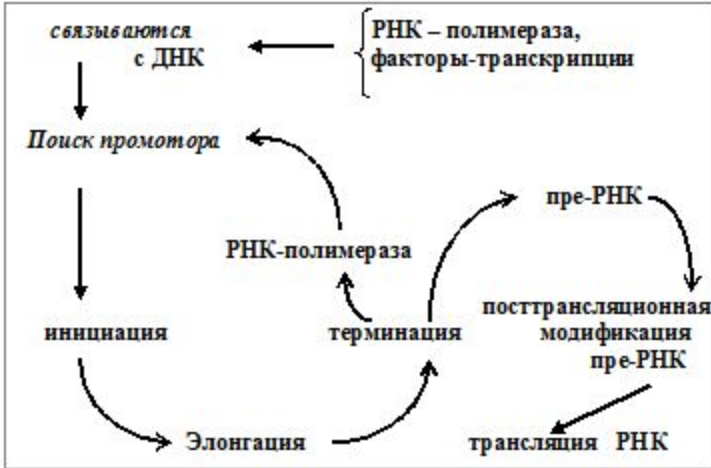 связываются
с ДНК
РНК – полимераза,
факторы-транскрипции
Поиск промотора
пре-РНК
РНК-полимераза
посттрансляционная
модификация
пре-РНК
инициация
терминация
Элонгация
трансляция РНК